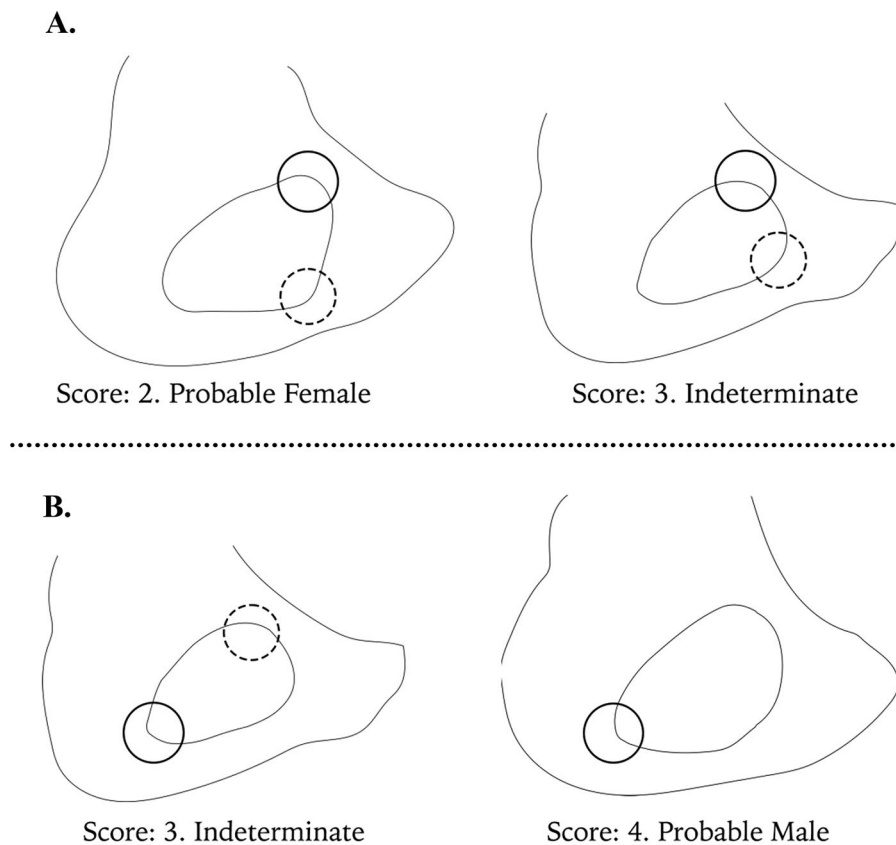 A.
Score: 2. Probable Female
Score: 3. Indeterminate
B.
Score: 3. Indeterminate
Score: 4. Probable Male